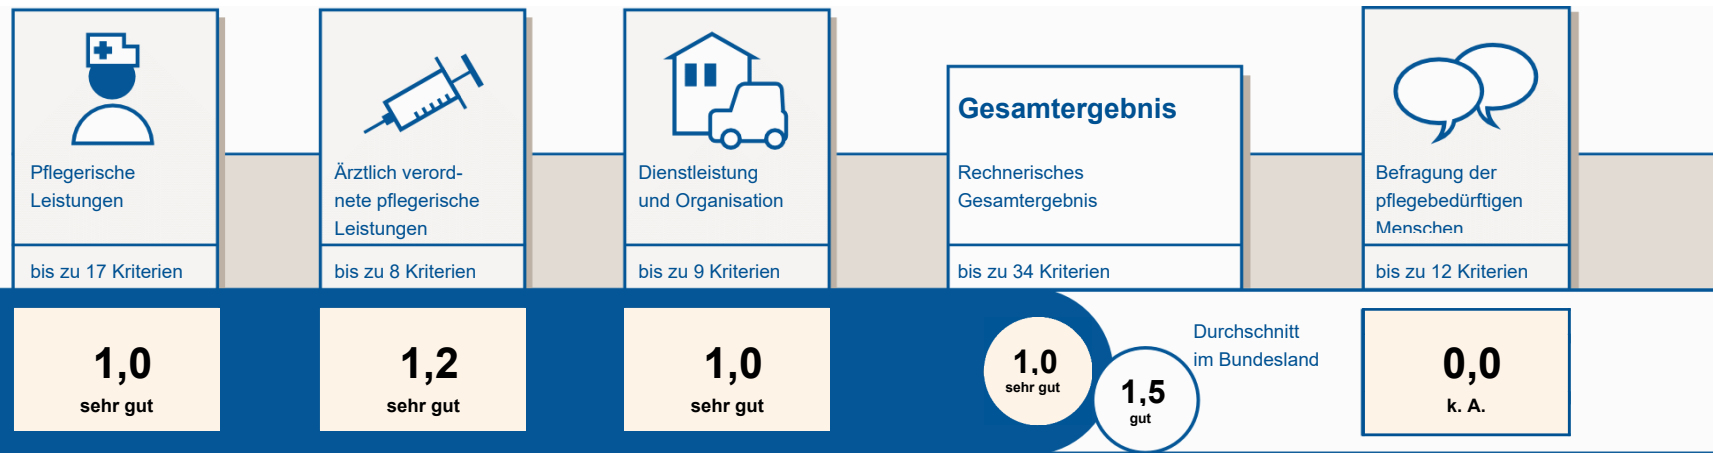 Pflegerische
Leistungen
bis zu 17 Kriterien
1,0
sehr gut
Ärztlich verord-
nete pflegerische
Leistungen
bis zu 8 Kriterien
1,2
sehr gut
Dienstleistung
und Organisation
bis zu 9 Kriterien
1,0
sehr gut
Gesamtergebnis
Rechnerisches
Gesamtergebnis
bis zu 34 Kriterien
1,0
sehr gut
Durchschnitt
im Bundesland
1,5
gut
Befragung der
pflegebedürftigen
Menschen
bis zu 12 Kriterien
0,0
k. A.